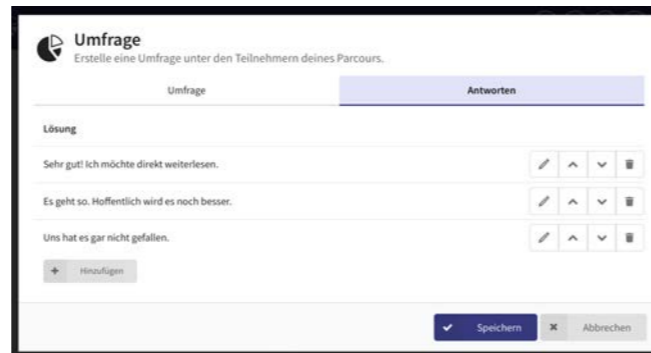 Umfrage
Erstelle eine Umfrage unter den Teilnehmern deines Parcours.
Umfrage
Antworten
Lösung
Sehr gut! Ich möchte direkt weiterlesen.
Es geht so. Hoffentlich wird es noch besser.
Uns hat es gar nicht gefallen.
Hinzufügen
Speichern
Abbrechen